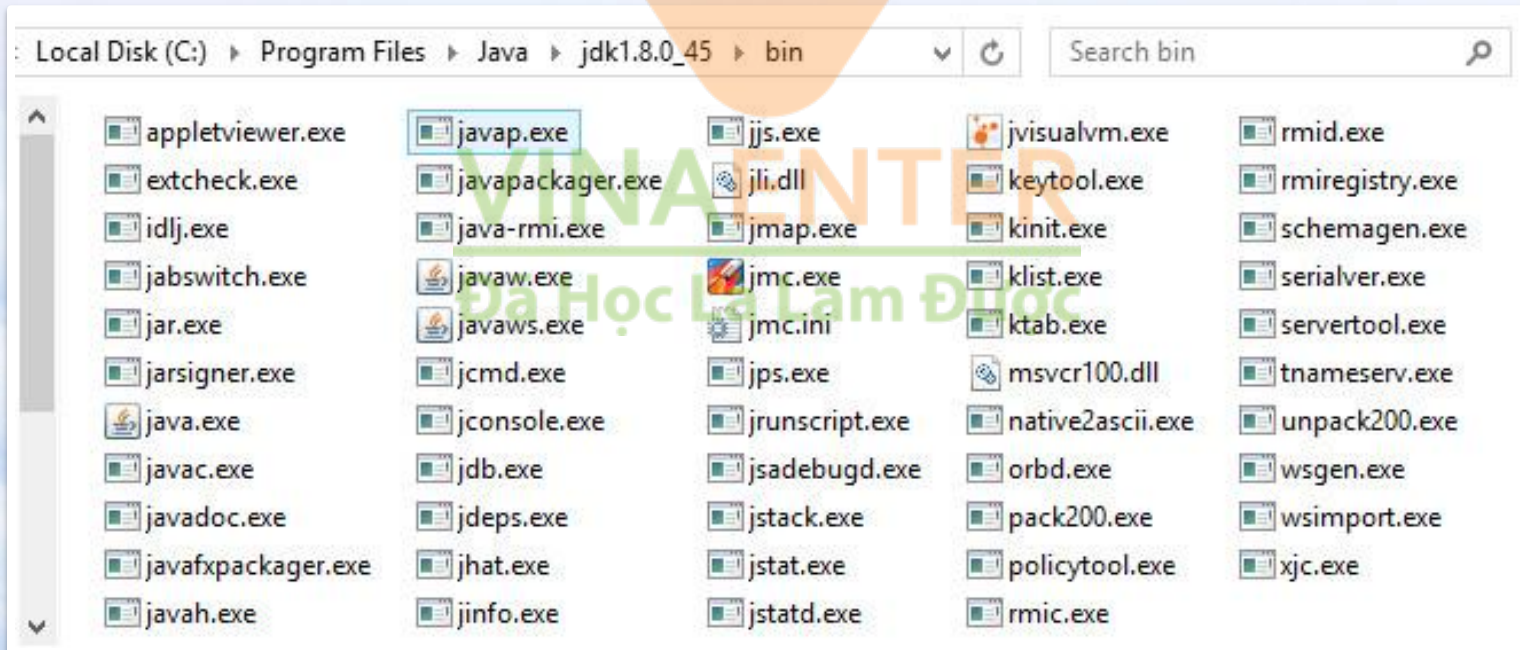 Local Disk (C:) Program Files Java jdk1.8.0_45 bin Search bin
appletviewer.exe javap.exe jjs.exe jvisualvm.exe rmid.exe
extcheck.exe javapackager.exe jli.dll keytool.exe rmiregistry.exe
idlj.exe java-rmi.exe jmap.exe kinit.exe schemagen.exe
jabswitch.exe javaw.exe jmc.exe klist.exe serialver.exe
jar.exe javaws.exe jmc.ini ktab.exe servertool.exe
jarsigner.exe jcmd.exe jps.exe msvcr100.dll tnameserv.exe
java.exe jconsole.exe jrunscript.exe native2ascii.exe unpack200.exe
javac.exe jdb.exe jsadebugd.exe orbd.exe wsgen.exe
javadoc.exe jdeps.exe jstack.exe pack200.exe wsimport.exe
javafxpackager.exe jhat.exe jstat.exe policytool.exe xjc.exe
javah.exe jinfo.exe jstatd.exe rmic.exe
VINAENTER
Đã Học Là Làm Được